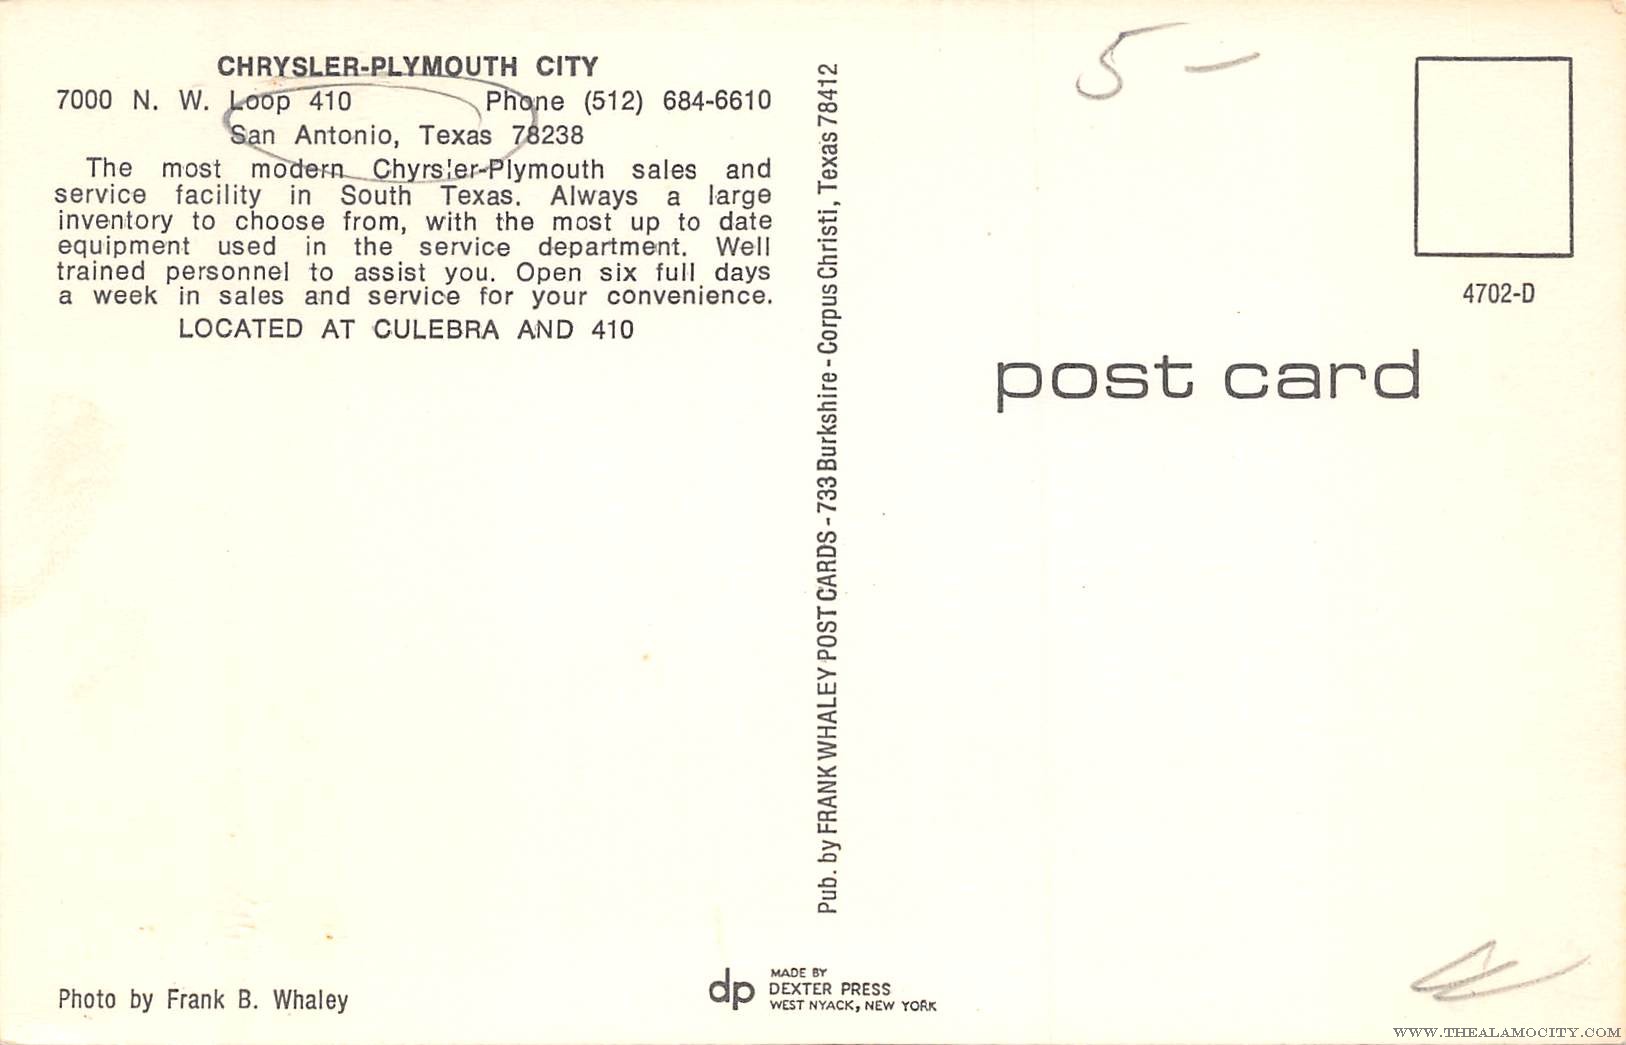 CHRYSLER-PLYMOUTH CITY
7000 N. W. Loop 410 Phone (512) 684-6610
San Antonio, Texas 78238
The most modern Chyrsler-Plymouth sales and
service facility in South Texas. Always a large
inventory to choose from, with the most up to date
equipment used in the service department. Well
trained personnel to assist you. Open six full days
a week in sales and service for your convenience.
LOCATED AT CULEBRA AND 410
Photo by Frank B. Whaley
Pub. by FRANK WHALEY POST CARDS - 733 Burkshire - Corpus Christi, Texas 78412
dp
MADE BY
DEXTER PRESS
WEST NYACK, NEW YORK
5 –
4702-D
post card
WWW.THEALAMOCITY.COM